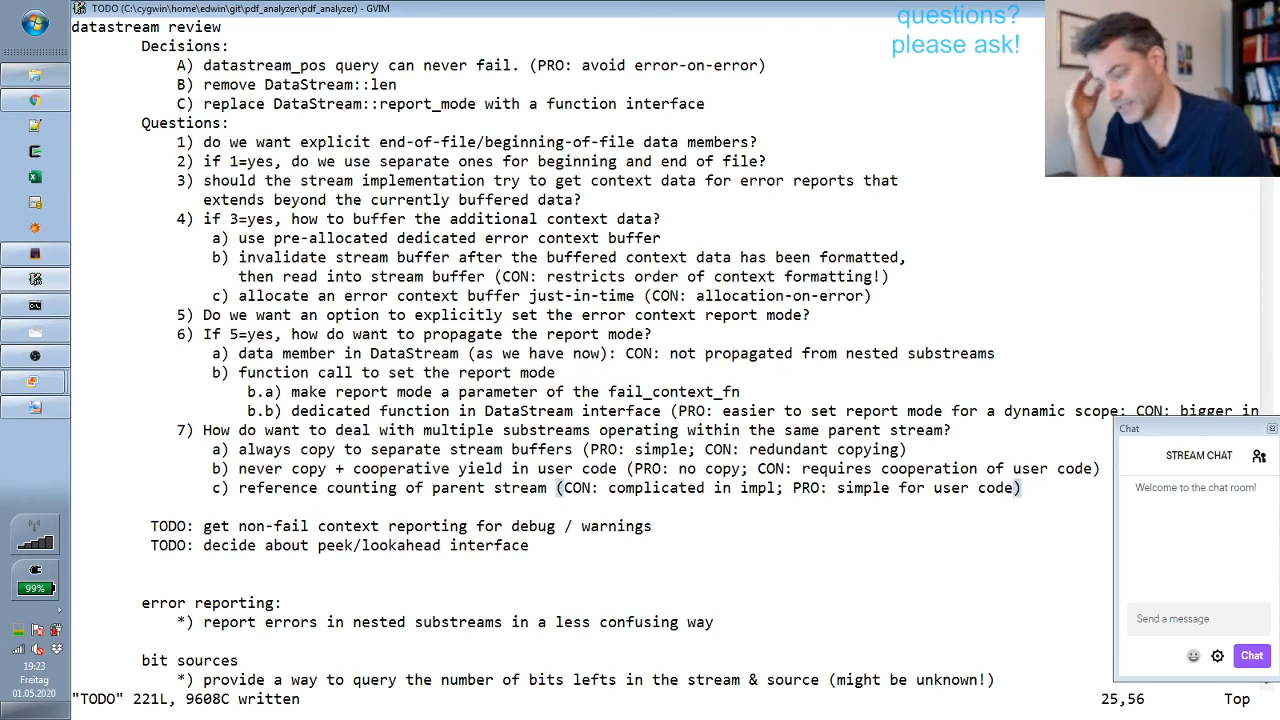 TODO (C:\cygwin\home\edwin\git\pdf_analyzer\pdf_analyzer) - GVIM
questions?
please ask!
datastream review
Decisions:
A) datastream_pos query can never fail. (PRO: avoid error-on-error)
B) remove DataStream::len
C) replace DataStream::report_mode with a function interface
Questions:
1) do we want explicit end-of-file/beginning-of-file data members?
2) if 1=yes, do we use separate ones for beginning and end of file?
3) should the stream implementation try to get context data for error reports that
extends beyond the currently buffered data?
4) if 3=yes, how to buffer the additional context data?
a) use pre-allocated dedicated error context buffer
b) invalidate stream buffer after the buffered context data has been formatted,
then read into stream buffer (CON: restricts order of context formatting!)
c) allocate an error context buffer just-in-time (CON: allocation-on-error)
5) Do we want an option to explicitly set the error context report mode?
6) If 5=yes, how do want to propagate the report mode?
a) data member in DataStream (as we have now): CON: not propagated from nested substreams
b) function call to set the report mode
b.a) make report mode a parameter of the fail_context_fn
b.b) dedicated function in DataStream interface (PRO: easier to set report mode for a dynamic scope; CON: bigger in
7) How do want to deal with multiple substreams operating within the same parent stream?
a) always copy to separate stream buffers (PRO: simple; CON: redundant copying)
b) never copy + cooperative yield in user code (PRO: no copy; CON: requires cooperation of user code)
c) reference counting of parent stream (CON: complicated in impl; PRO: simple for user code)
TODO: get non-fail context reporting for debug / warnings
TODO: decide about peek/lookahead interface
error reporting:
*) report errors in nested substreams in a less confusing way
bit sources
*) provide a way to query the number of bits lefts in the stream & source (might be unknown!)
"TODO" 221L, 9608C written
25,56
Top
Chat
STREAM CHAT
Welcome to the chat room!
Send a message
Chat
99%
19:23
Freitag
01.05.2020